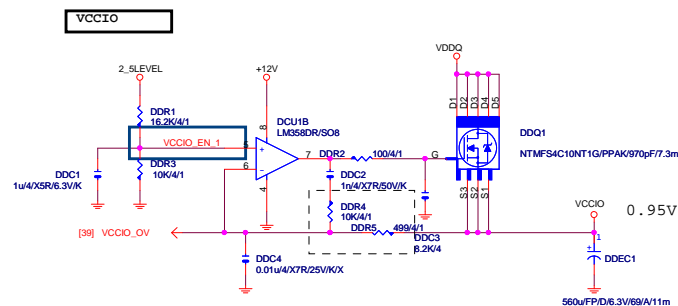 VCCIO
2_5LEVEL
+12V
VDDQ
DDR1
16.2K/4/1
DCU1B
LM358DR/SO8
8
D1
D2
D3
D4
D5
DDQ1
NTMFS4C10NT1G/PPAK/970pF/7.3m
VCCIO_EN_1
5
+
6
-
7
4
DDR2
100/4/1
G
S3
S2
S1
DDC1
1u/4/X5R/6.3V/K
DDR3
10K/4/1
DDC2
1n/4/X7R/50V/K
DDR4
10K/4/1
DDR5
499/4/1
DDC3
8.2K/4
VCCIO
0.95V
[39] VCCIO_OV
DDC4
0.01u/4/X7R/25V/K/X
1
+
DDEC1
560u/FP/D/6.3V/69/A/11m